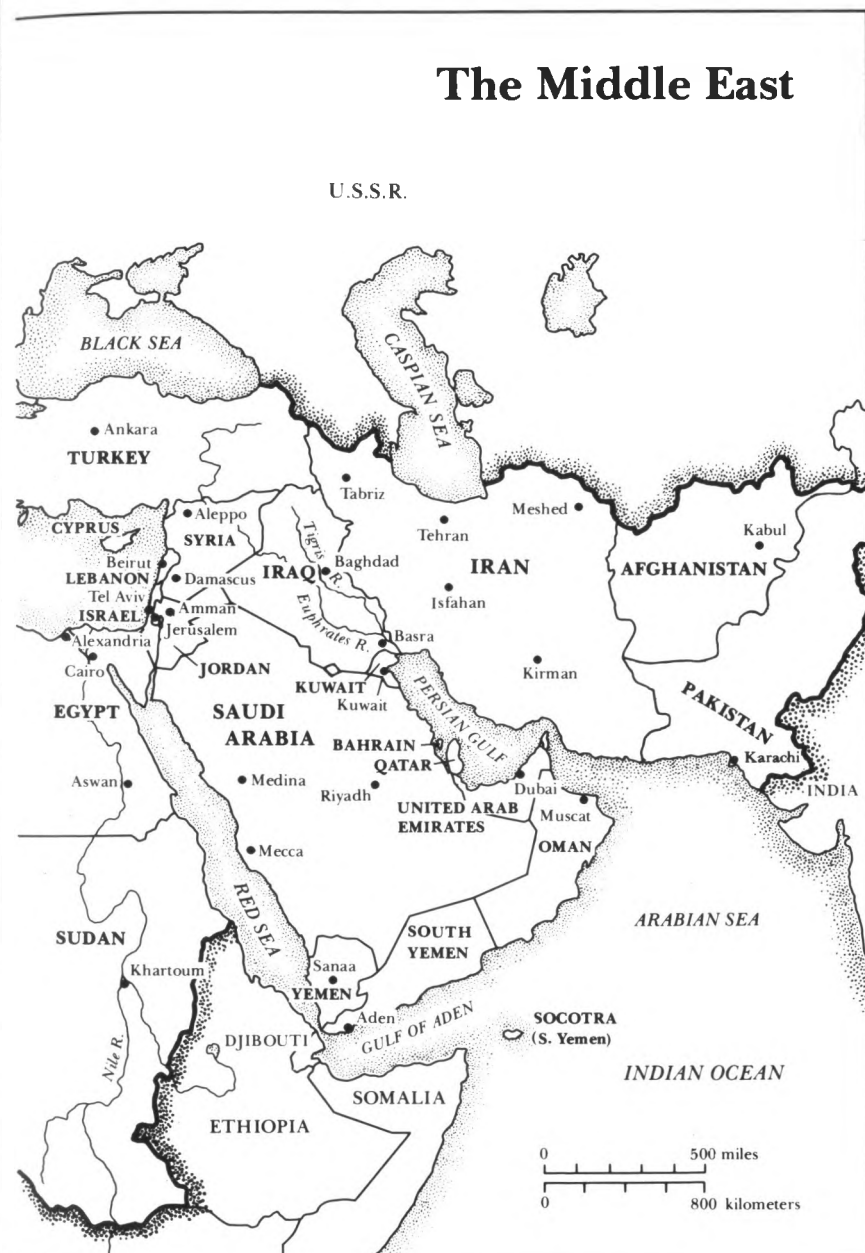 The Middle East
U.S.S.R.
BLACK SEA
CASPIAN SEA
Ankara
TURKEY
Tabriz
Meshed
Aleppo
CYPRUS
Tehran
Kabul
SYRIA
Tigris R.
Beirut
Baghdad
LEBANON
Damascus
IRAQ
IRAN
AFGHANISTAN
Tel Aviv
Isfahan
ISRAEL
Amman
Euphrates R.
Jerusalem
Alexandria
Basra
Cairo
JORDAN
Kirman
KUWAIT
Kuwait
PERSIAN GULF
PAKISTAN
EGYPT
SAUDI
ARABIA
BAHRAIN
QATAR
Karachi
Aswan
Medina
Riyadh
Dubai
INDIA
UNITED ARAB
EMIRATES
Muscat
OMAN
Mecca
RED SEA
ARABIAN SEA
SUDAN
SOUTH
YEMEN
Sanaa
Khartoum
YEMEN
Aden
GULF OF ADEN
SOCOTRA
(S. Yemen)
Nile R.
DJIBOUTI
INDIAN OCEAN
SOMALIA
ETHIOPIA
0 500 miles
0 800 kilometers